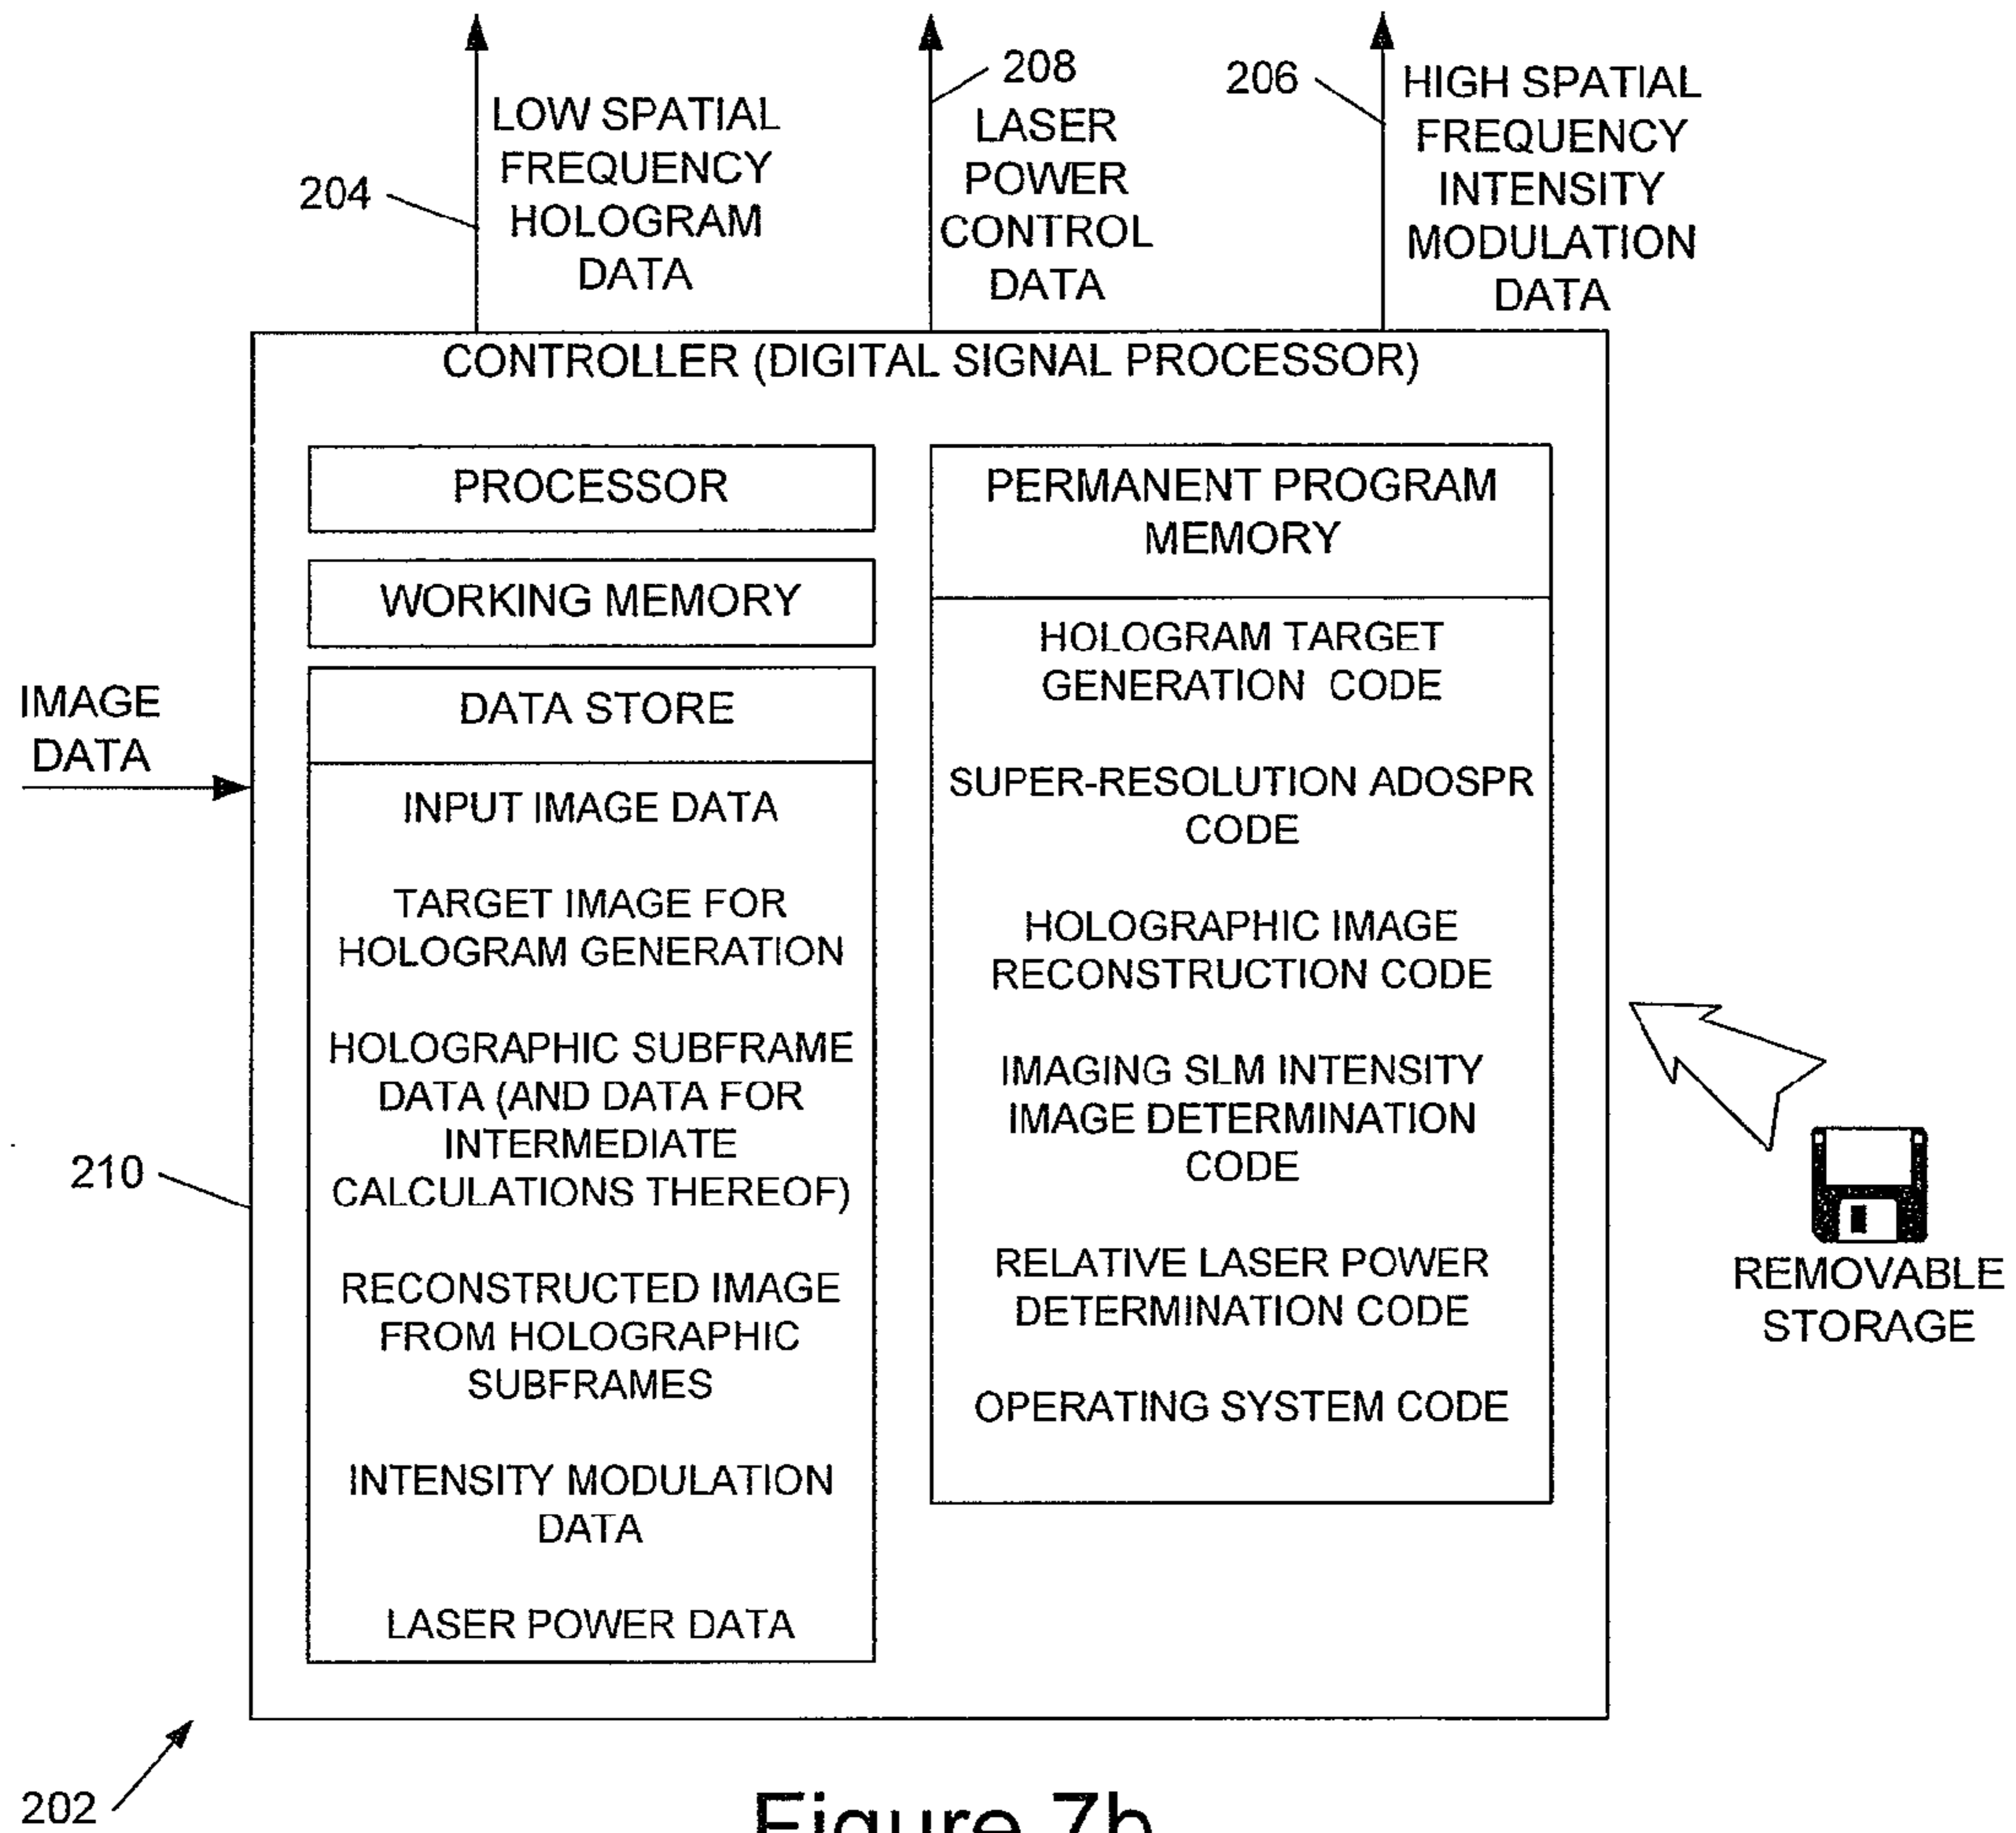 204
LOW SPATIAL
FREQUENCY
HOLOGRAM
DATA
208
LASER
POWER
CONTROL
DATA
206
HIGH SPATIAL
FREQUENCY
INTENSITY
MODULATION
DATA
CONTROLLER (DIGITAL SIGNAL PROCESSOR)
IMAGE
DATA
PROCESSOR
WORKING MEMORY
DATA STORE
INPUT IMAGE DATA
TARGET IMAGE FOR
HOLOGRAM GENERATION
HOLOGRAPHIC SUBFRAME
DATA (AND DATA FOR
INTERMEDIATE
CALCULATIONS THEREOF)
RECONSTRUCTED IMAGE
FROM HOLOGRAPHIC
SUBFRAMES
INTENSITY MODULATION
DATA
LASER POWER DATA
PERMANENT PROGRAM
MEMORY
HOLOGRAM TARGET
GENERATION CODE
SUPER-RESOLUTION ADOSPR
CODE
HOLOGRAPHIC IMAGE
RECONSTRUCTION CODE
IMAGING SLM INTENSITY
IMAGE DETERMINATION
CODE
RELATIVE LASER POWER
DETERMINATION CODE
OPERATING SYSTEM CODE
REMOVABLE
STORAGE
210
202
Figure 7b